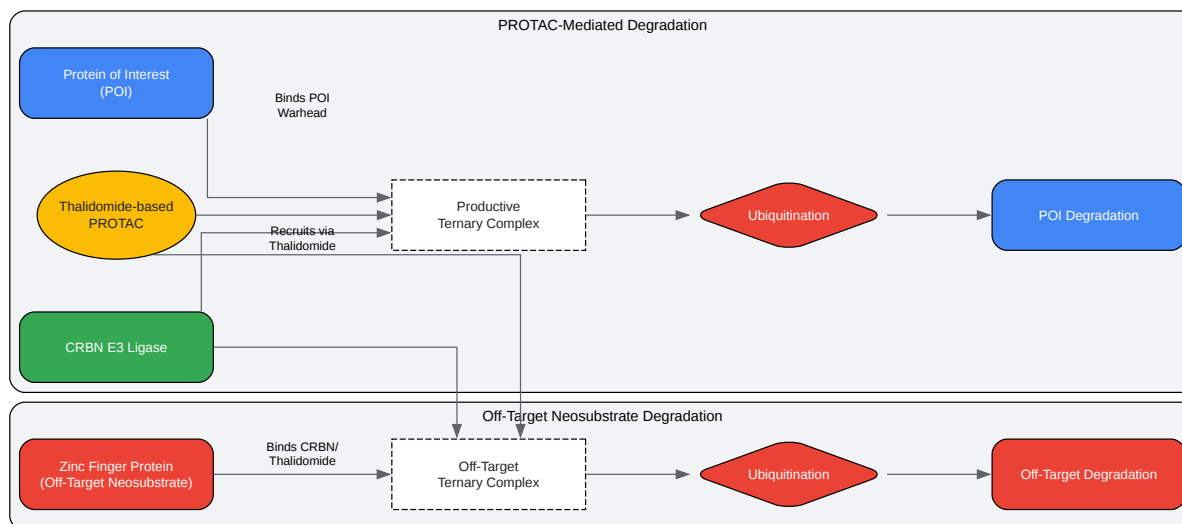 PROTAC-Mediated Degradation
Protein of Interest
(POI)
Binds POI
Warhead
Thalidomide-based
PROTAC
Productive
Ternary Complex
Ubiquitination
POI Degradation
Recruits via
Thalidomide
CRBN E3 Ligase
Off-Target Neosubstrate Degradation
Zinc Finger Protein
(Off-Target Neosubstrate)
Binds CRBN/
Thalidomide
Off-Target
Ternary Complex
Ubiquitination
Off-Target Degradation